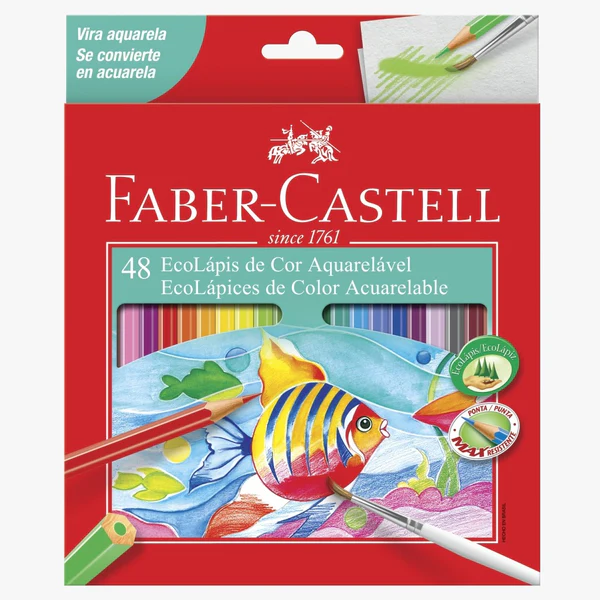 Vira aquarela
Se convierte
en acuarela
FABER-CASTELL
since 1761
48 EcoLápis de Cor Aquarelável
EcoLápices de Color Acuarelable
EcoLápis/EcoLápiz
PONTA / PUNTA
MAX
RESISTENTE